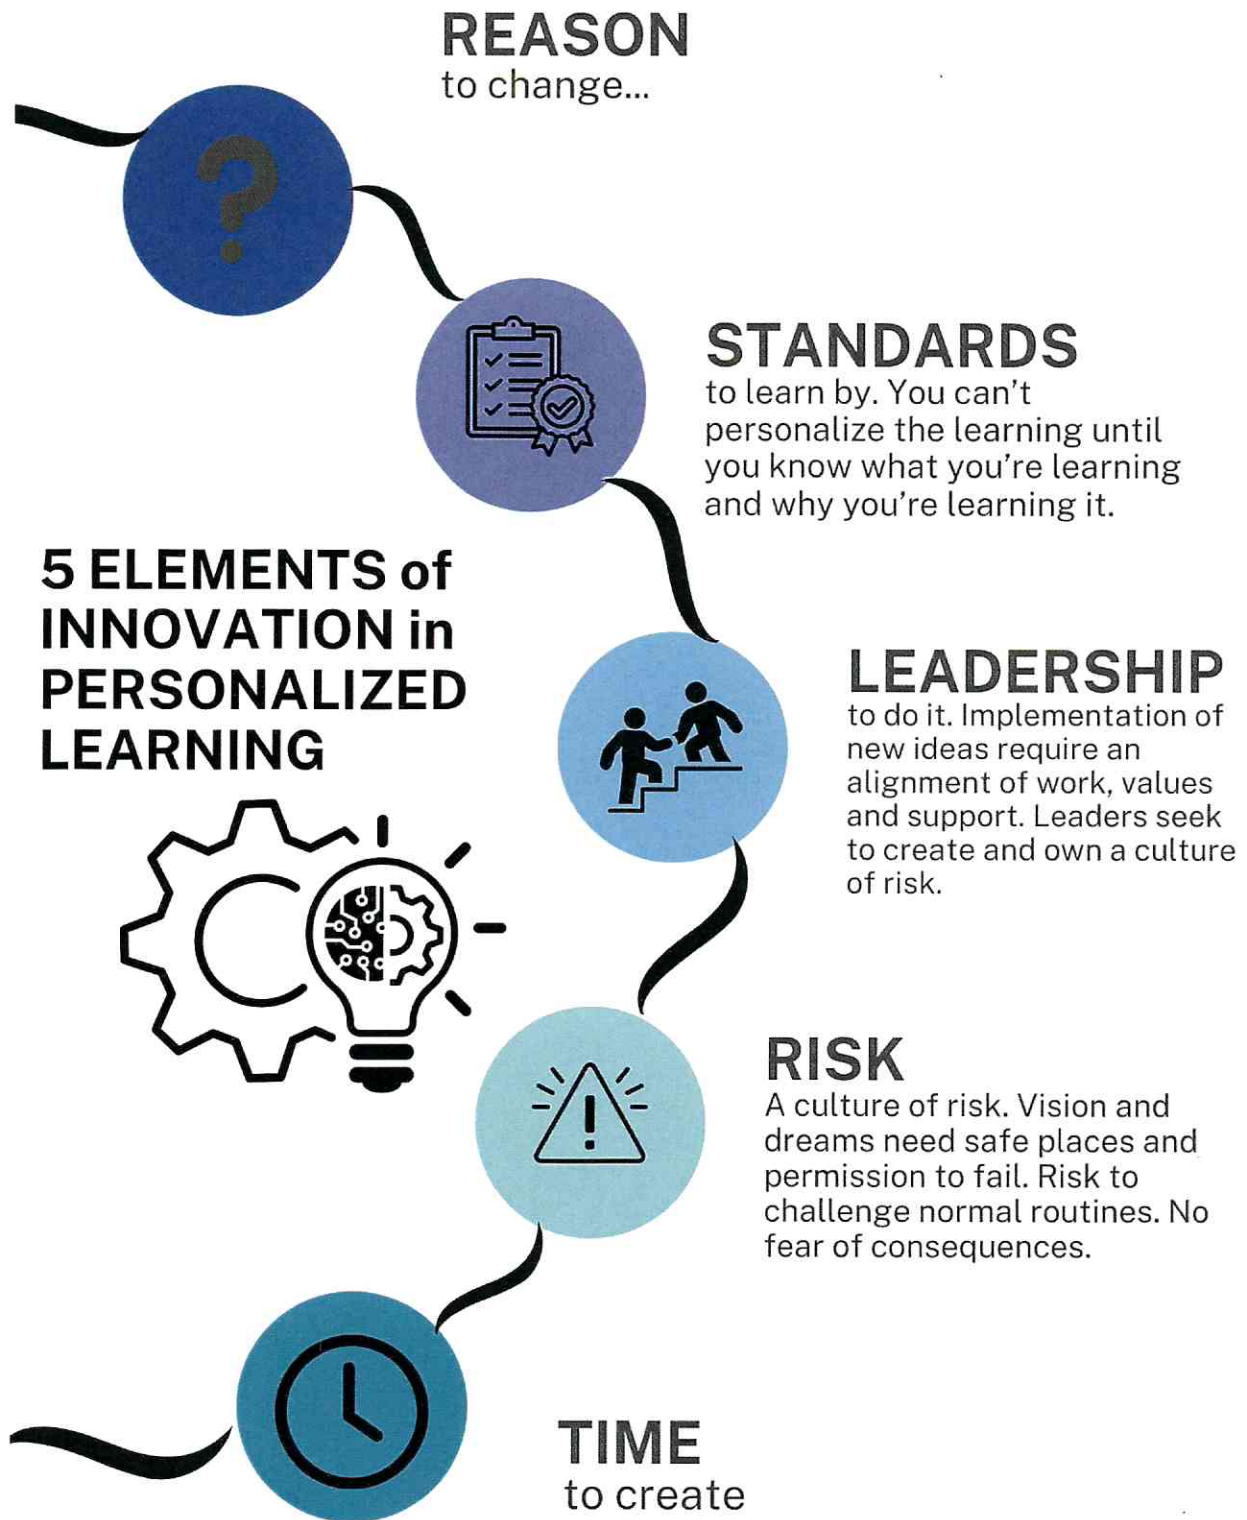 REASON
to change...
STANDARDS
to learn by. You can't
personalize the learning until
you know what you're learning
and why you're learning it.
5 ELEMENTS of
INNOVATION in
PERSONALIZED
LEARNING
LEADERSHIP
to do it. Implementation of
new ideas require an
alignment of work, values
and support. Leaders seek
to create and own a culture
of risk.
RISK
A culture of risk. Vision and
dreams need safe places and
permission to fail. Risk to
challenge normal routines. No
fear of consequences.
TIME
to create